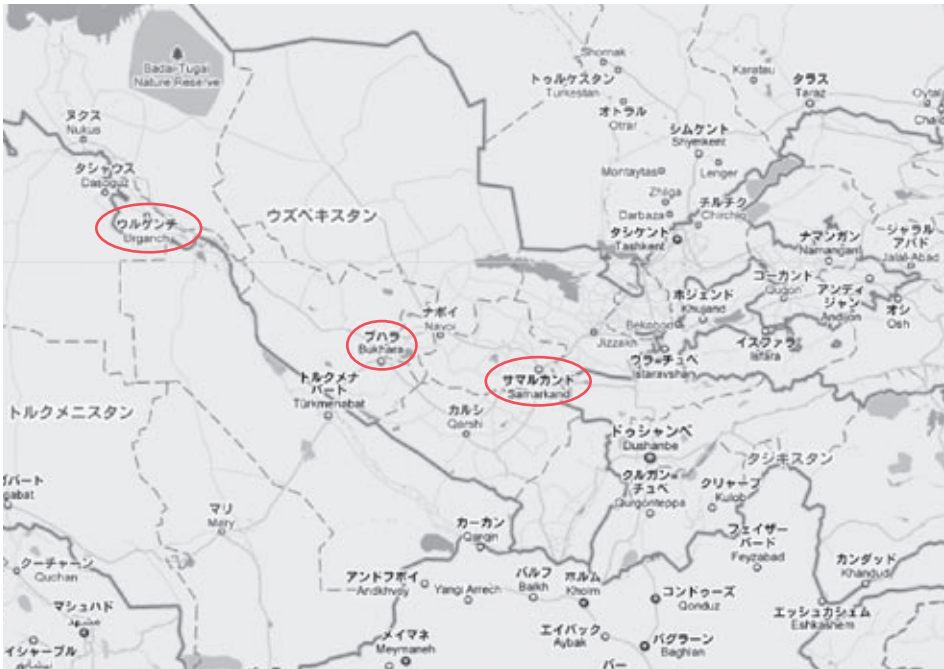 Badai-Tugai
Nature Reserve
ヌクス
Nukus
タシャウス
Dasoguz
ウルゲンチ
Urganch
ウズベキスタン
Shornak
トゥルケスタン
Turkestan
オトラル
Otrar
Karatau
タラス
Taraz
シムケント
Shymkent
Lenger
Montaytas
Zhilga
Darbaza
チルチク
Chirchiq
タシケント
Tashkent
ナマンガン
Namangan
ジャラル
アバド
Jalal-Abad
コーカンド
Quqon
アンディ
ジャン
Andijon
オシ
Osh
ホジェンド
Khujand
Bekobod
イスファラ
Isfara
ウラ=チュベ
Istaravshan
Jizzakh
ナボイ
Navoi
ブハラ
Bukhara
サマルカンド
Samarkand
トルクメナ
バート
Türkmenabat
カルシ
Qarshi
トルクメニスタン
ドゥシャンベ
Dushanbe
タジキスタン
クルガン=
チュベ
Qurgonteppa
クリャーブ
Kulob
バート
gabat
マリ
Mary
カーカン
Qarqin
フェイザー
バード
Feyzabad
カンダッド
Khandud
クーチャーン
Quchan
アンドフボイ
Andkhvoy
Yangi Arrech
バルフ
Balkh
ホルム
Kholm
コンドゥーズ
Qonduz
エッシュカシェム
Eshkashem
マシュハド
مشهد
イシャーブル
メイマネ
Meymaneh
エイバック
Aybak
バグラーン
Baghlan
バー